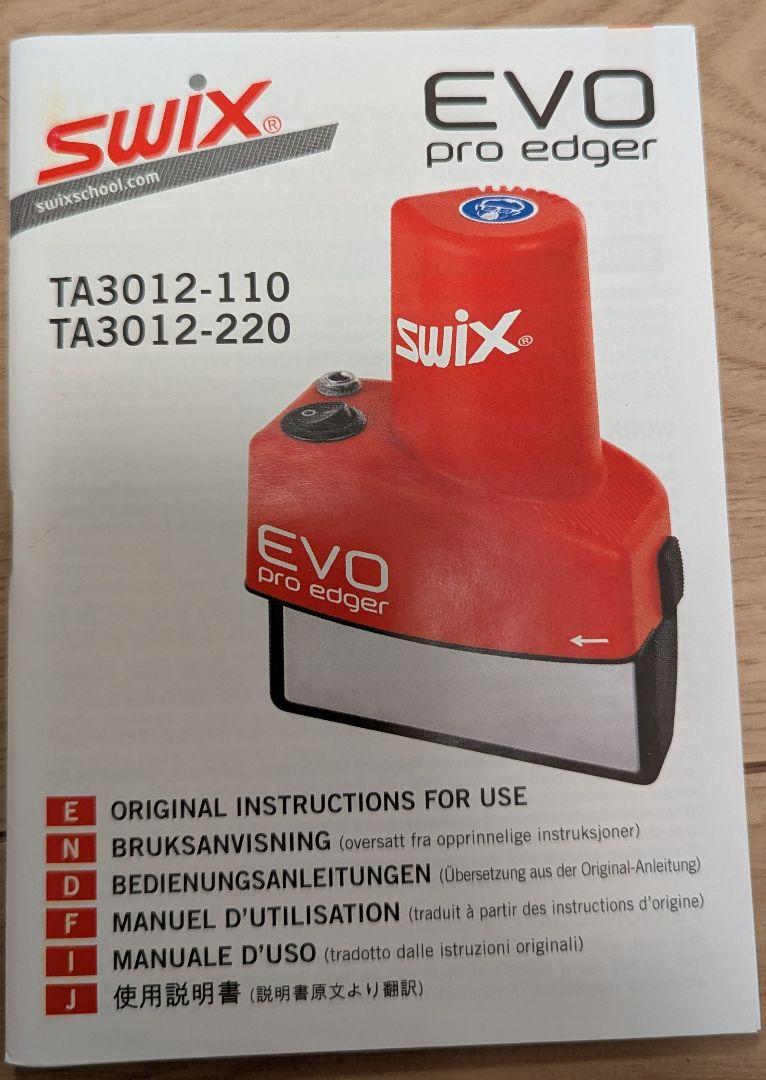 SWIX®
swixschool.com
EVO
pro edger
TA3012-110
TA3012-220
SWIX®
EVO
pro edger
E ORIGINAL INSTRUCTIONS FOR USE
N BRUKSANVISNING (oversatt fra opprinnelige instruksjoner)
D BEDIENUNGSANLEITUNGEN (Übersetzung aus der Original-Anleitung)
F MANUEL D'UTILISATION (traduit à partir des instructions d'origine)
I MANUALE D'USO (tradotto dalle istruzioni originali)
J 使用説明書 (説明書原文より翻訳)